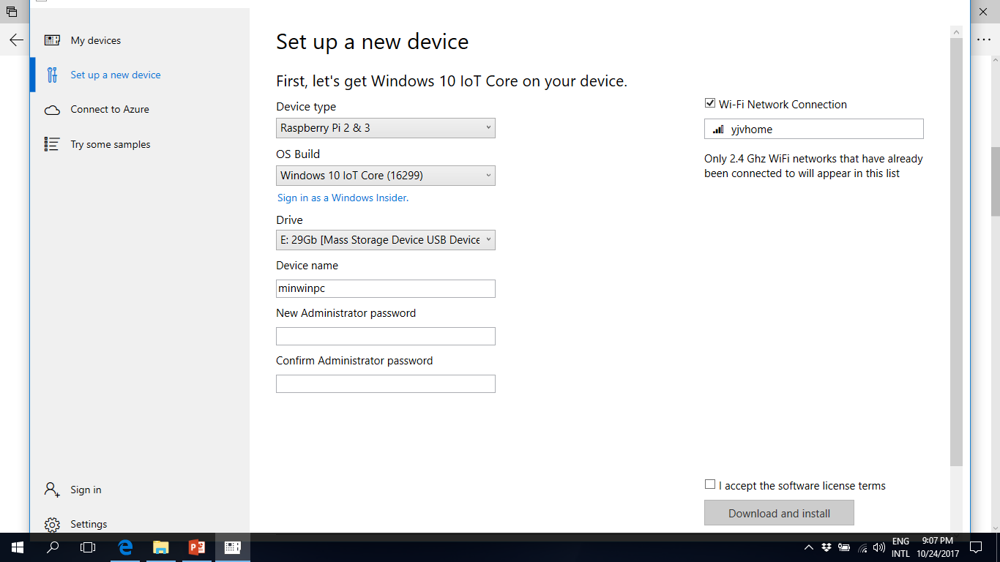 My devices
Set up a new device
Connect to Azure
Try some samples
Sign in
Settings
Set up a new device
First, let's get Windows 10 IoT Core on your device.
Device type
Raspberry Pi 2 & 3
OS Build
Windows 10 IoT Core (16299)
Sign in as a Windows Insider.
Drive
E: 29Gb [Mass Storage Device USB Device
Device name
minwinpc
New Administrator password
Confirm Administrator password
Wi-Fi Network Connection
yjvhome
Only 2.4 Ghz WiFi networks that have already
been connected to will appear in this list
I accept the software license terms
Download and install
ENG
INTL
9:07 PM
10/24/2017